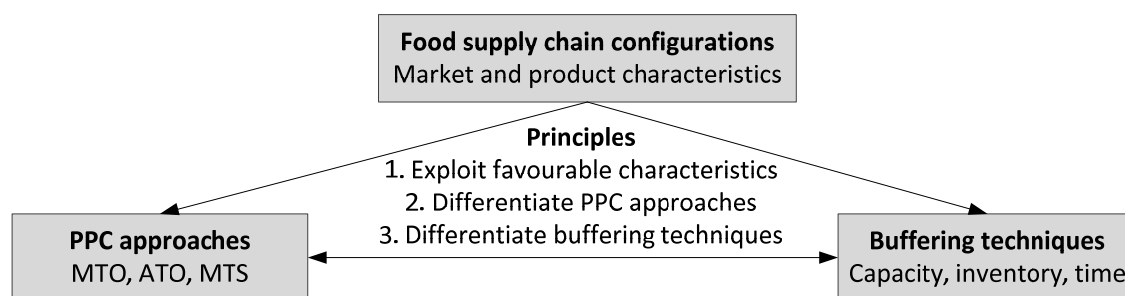 Food supply chain configurations
Market and product characteristics
Principles
1. Exploit favourable characteristics
2. Differentiate PPC approaches
3. Differentiate buffering techniques
PPC approaches
MTO, ATO, MTS
Buffering techniques
Capacity, inventory, time